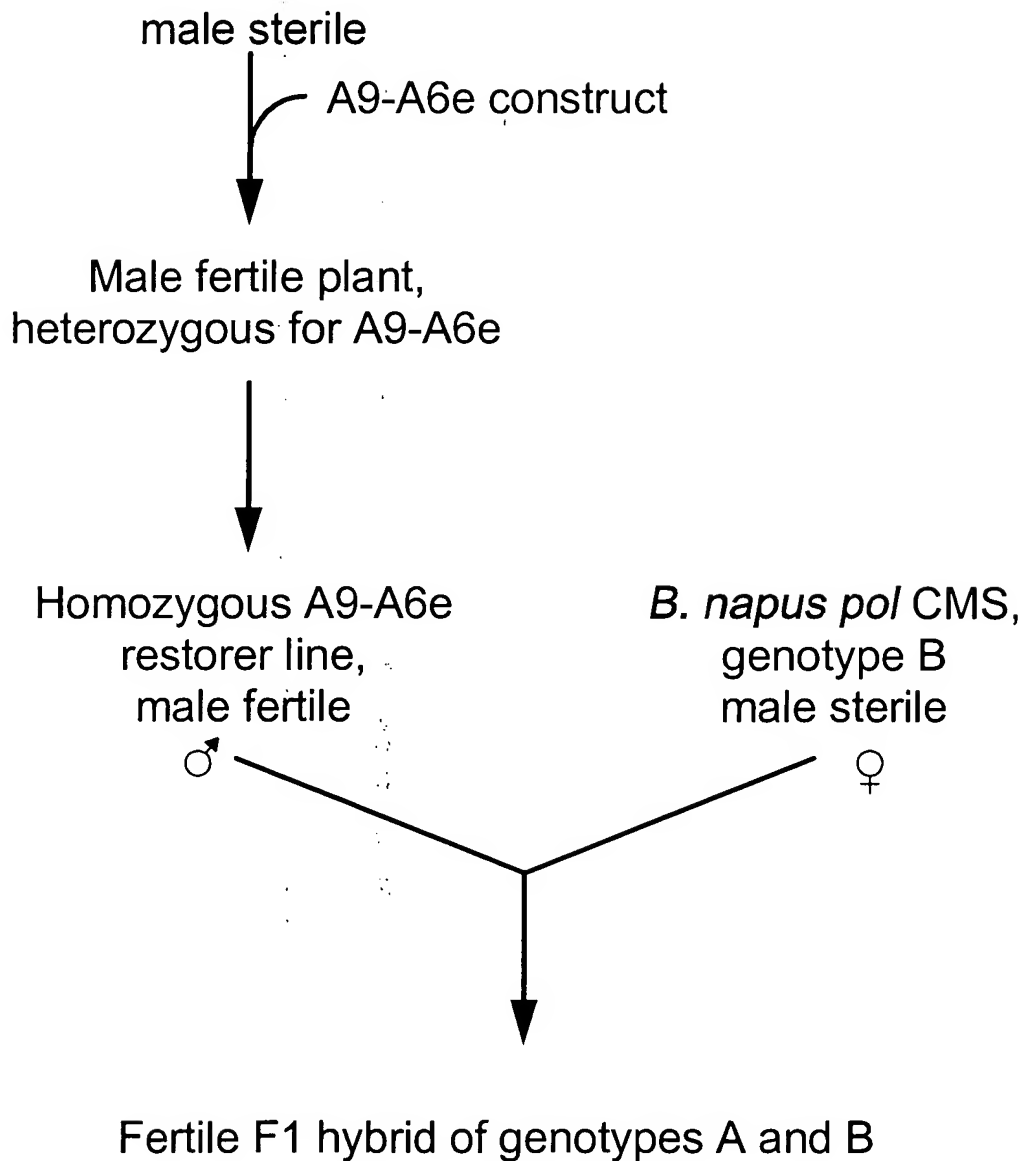 male sterile
A9-A6e construct
Male fertile plant,
heterozygous for A9-A6e
Homozygous A9-A6e
restorer line,
male fertile
♂
B. napus pol CMS,
genotype B
male sterile
♀
Fertile F1 hybrid of genotypes A and B